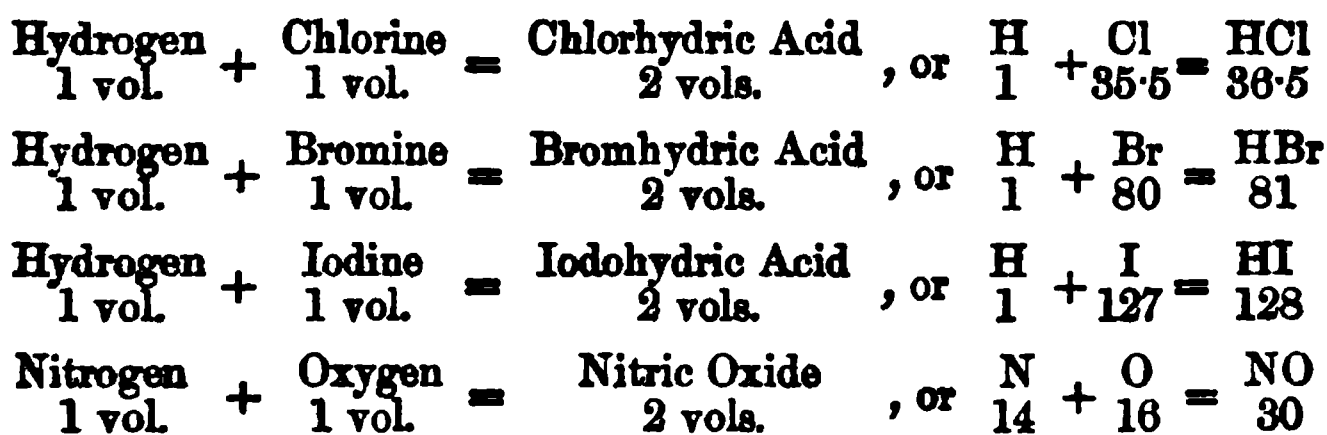 Hydrogen + Chlorine = Chlorhydric Acid , or H + Cl = HCl
1 vol. 1 vol. 2 vols. 1 35·5 36·5
Hydrogen + Bromine = Bromhydric Acid , or H + Br = HBr
1 vol. 1 vol. 2 vols. 1 80 81
Hydrogen + Iodine = Iodohydric Acid , or H + I = HI
1 vol. 1 vol. 2 vols. 1 127 128
Nitrogen + Oxygen = Nitric Oxide , or N + O = NO
1 vol. 1 vol. 2 vols. 14 16 30